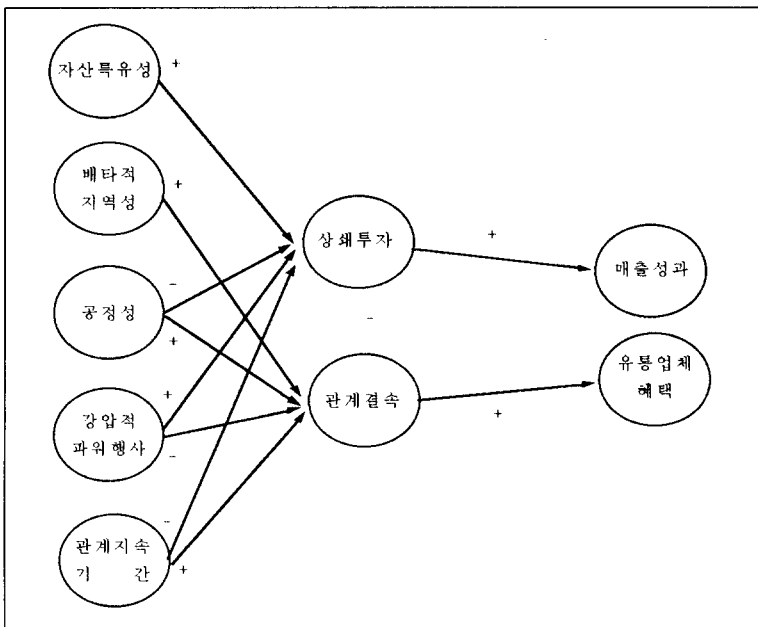 자산특유성
+
배타적
지역성
+
공정성
-
+
강압적
파워행사
+
-
관계지속
기 간
-
+
상쇄투자
+
-
관계결속
+
매출성과
유통업체
혜택